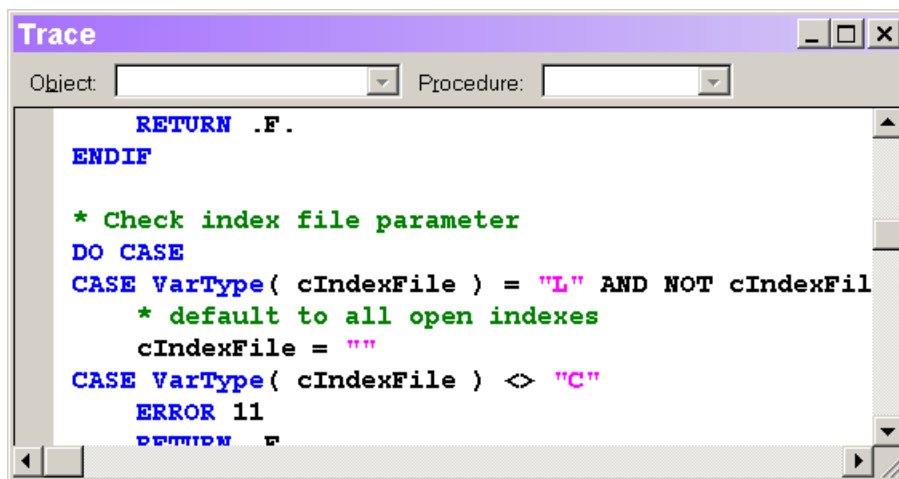 Trace
Object: Procedure:
RETURN .F.
ENDIF
* Check index file parameter
DO CASE
CASE VarType( cIndexFile ) = "L" AND NOT cIndexFil
* default to all open indexes
cIndexFile = ""
CASE VarType( cIndexFile ) <> "C"
ERROR 11
RETURN .F.